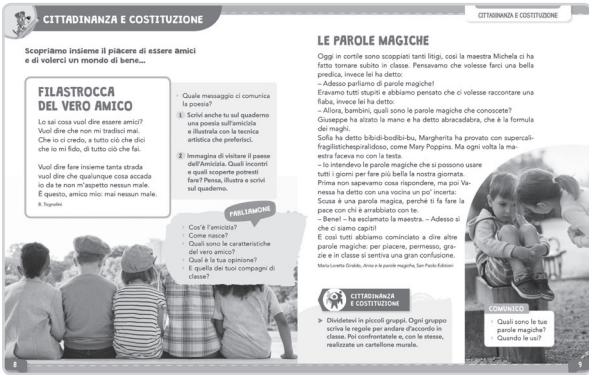 CITTADINANZA E COSTITUZIONE
Scopriamo insieme il piacere di essere amici
e di volerci un mondo di bene...
FILASTROCCA
DEL VERO AMICO
Lo sai cosa vuol dire essere amici?
Vuol dire che non mi tradisci mai.
Che io ci credo, a tutto ciò che dici
che io mi fido, di tutto ciò che fai.
Vuol dire fare insieme tanta strada
vuol dire che qualunque cosa accada
io da te non m'aspetto nessun male.
E questo, amico mio: mai nessun male.
B. Tognolini
Quale messaggio ci comunica
la poesia?
1 Scrivi anche tu sul quaderno
una poesia sull'amicizia
e illustrala con la tecnica
artistica che preferisci.
2 Immagina di visitare il paese
dell'Amicizia. Quali incontri
e quali scoperte potresti
fare? Pensa, illustra e scrivi
sul quaderno.
PARLIAMONE
Cos'è l'amicizia?
Come nasce?
Quali sono le caratteristiche
del vero amico?
Qual è la tua opinione?
E quella dei tuoi compagni di
classe?
8
CITTADINANZA E COSTITUZIONE
LE PAROLE MAGICHE
Oggi in cortile sono scoppiati tanti litigi, così la maestra Michela ci ha
fatto tornare subito in classe. Pensavamo che volesse farci una bella
predica, invece lei ha detto:
– Adesso parliamo di parole magiche!
Eravamo tutti stupiti e abbiamo pensato che ci volesse raccontare una
fiaba, invece lei ha detto:
– Allora, bambini, quali sono le parole magiche che conoscete?
Giuseppe ha alzato la mano e ha detto abracadabra, che è la formula
dei maghi.
Sofia ha detto bibidi-bodibi-bu, Margherita ha provato con supercali-
fragilistichespiralidoso, come Mary Poppins. Ma ogni volta la ma-
estra faceva no con la testa.
– Io intendevo le parole magiche che si possono usare
tutti i giorni per fare più bella la nostra giornata.
Prima non sapevamo cosa rispondere, ma poi Va-
nessa ha detto con una vocina un po' incerta:
Scusa è una parola magica, perché ti fa fare la
pace con chi è arrabbiato con te.
– Bene! – ha esclamato la maestra. – Adesso sì
che ci siamo capiti!
E così tutti abbiamo cominciato a dire altre
parole magiche: per piacere, permesso, gra-
zie e in classe si sentiva una gran confusione.
Maria Loretta Giraldo, Anna e le parole magiche, San Paolo Edizioni
CITTADINANZA
E COSTITUZIONE
Dividetevi in piccoli gruppi. Ogni gruppo
scriva le regole per andare d'accordo in
classe. Poi confrontatele e, con le stesse,
realizzate un cartellone murale.
COMUNICO
Quali sono le tue
parole magiche?
Quando le usi?
9